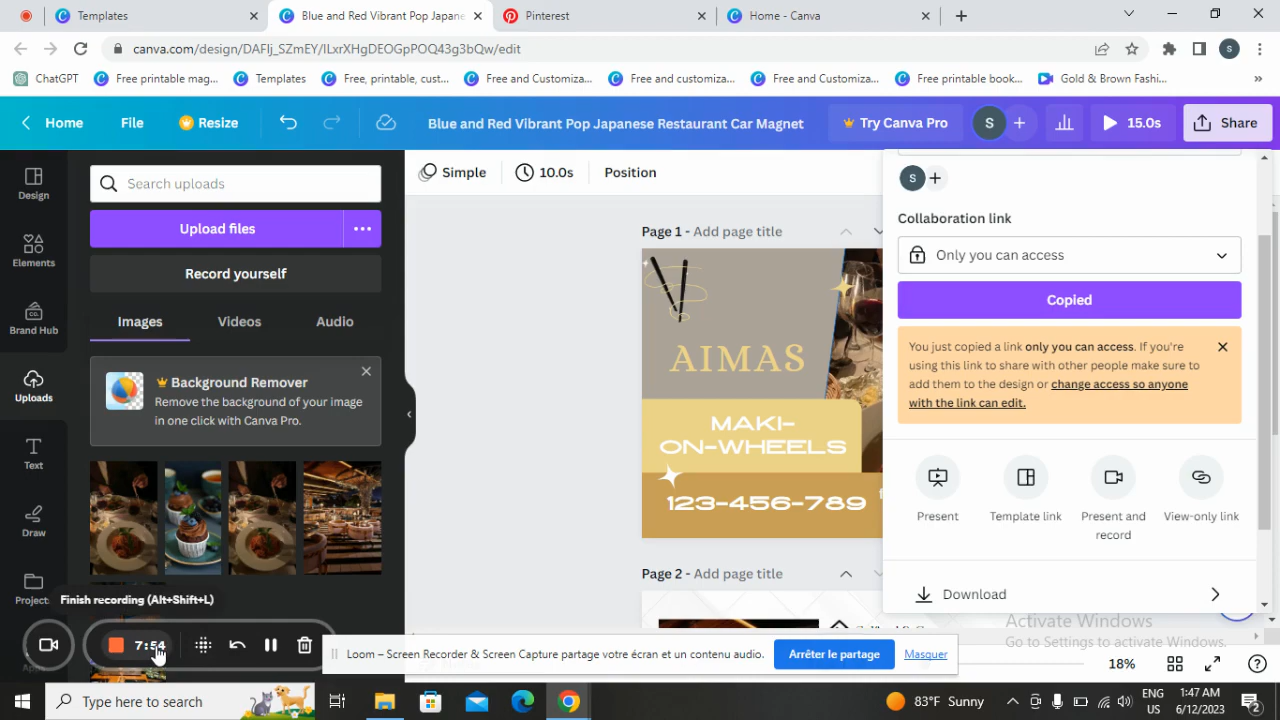 Templates
Blue and Red Vibrant Pop Japane
Pinterest
Home - Canva
canva.com/design/DAFlj_SZmEY/ILxrXHgDEOGpPOQ43g3bQw/edit
S
ChatGPT
Free printable mag...
Templates
Free, printable, cust...
Free and Customiza...
Free and customiza...
Free and Customiza...
Free printable book...
Gold & Brown Fashi...
Home
File
Resize
Blue and Red Vibrant Pop Japanese Restaurant Car Magnet
Try Canva Pro
S
15.0s
Share
Design
Elements
Brand Hub
Uploads
Text
Draw
Search uploads
Upload files
Record yourself
Images
Videos
Audio
Background Remover
Remove the background of your image
in one click with Canva Pro.
Simple
10.0s
Position
Page 1 - Add page title
AIMAS
MAKI-
ON-WHEELS
123-456-789
Page 2 - Add page title
S
Collaboration link
Only you can access
Copied
You just copied a link only you can access. If you're
using this link to share with other people make sure to
add them to the design or change access so anyone
with the link can edit.
Present
Template link
Present and
record
View-only link
Download
Activate Windows
Go to Settings to activate Windows.
Finish recording (Alt+Shift+L)
7:54
Loom – Screen Recorder & Screen Capture partage votre écran et un contenu audio.
Arrêter le partage
Masquer
18%
Type here to search
83°F Sunny
ENG
US
1:47 AM
6/12/2023
2